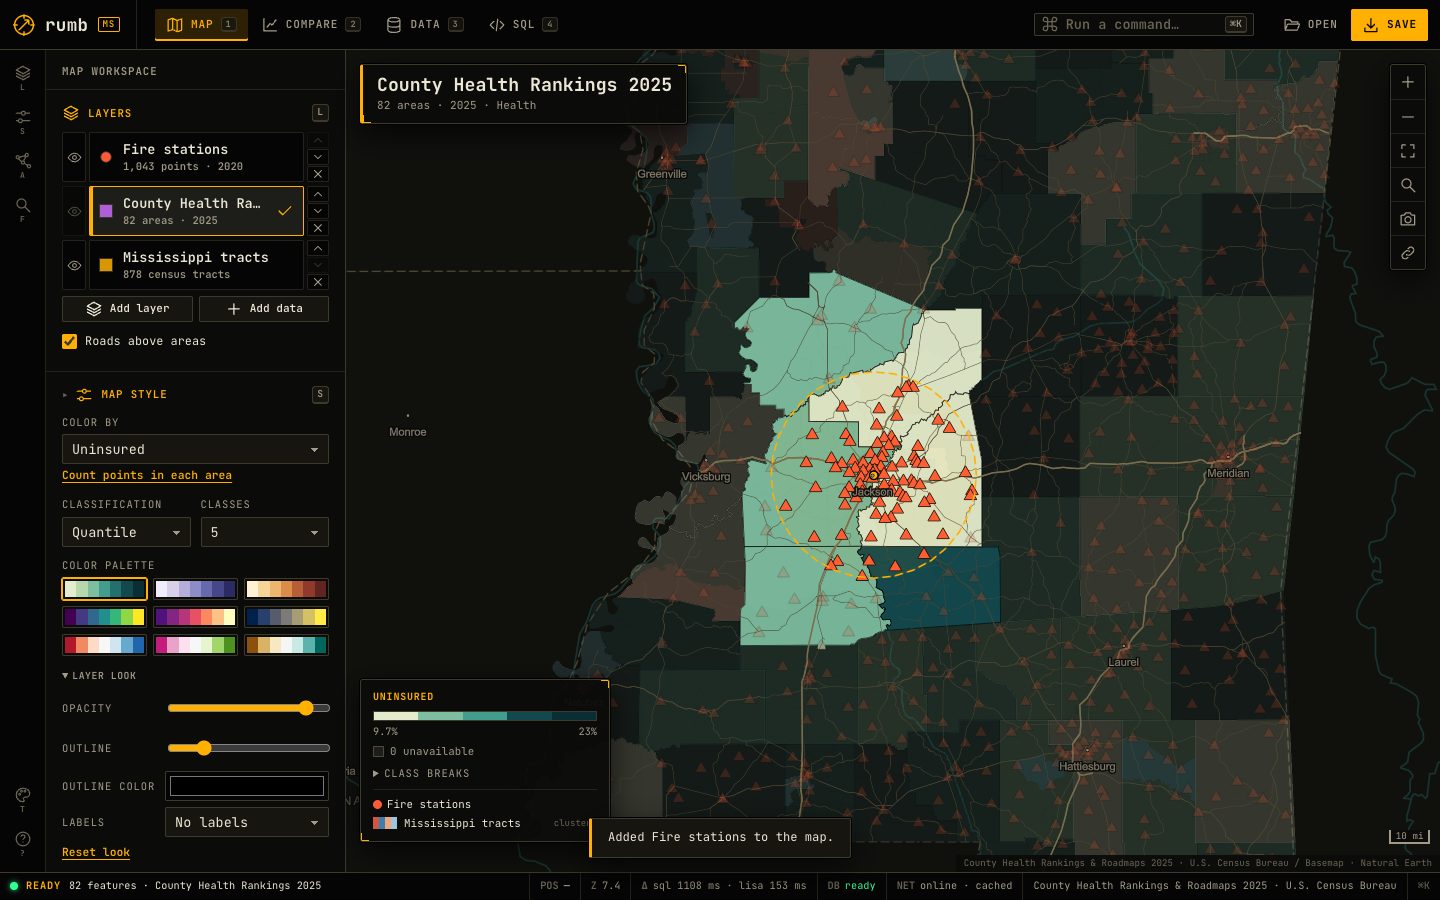 rumb MS
MAP 1
COMPARE 2
DATA 3
SQL 4
Run a command… ⌘K
OPEN
SAVE
L
S
A
F
T
?
MAP WORKSPACE
LAYERS L
Fire stations
1,043 points · 2020
County Health Ra…
82 areas · 2025
Mississippi tracts
878 census tracts
Add layer
Add data
Roads above areas
MAP STYLE S
COLOR BY
Uninsured
Count points in each area
CLASSIFICATION CLASSES
Quantile 5
COLOR PALETTE
LAYER LOOK
OPACITY
OUTLINE
OUTLINE COLOR
LABELS No labels
Reset look
County Health Rankings 2025
82 areas · 2025 · Health
Greenville
Monroe
Vicksburg
Jackson
Meridian
Laurel
Hattiesburg
UNINSURED
9.7% 23%
0 unavailable
CLASS BREAKS
Fire stations
Mississippi tracts cluster
Added Fire stations to the map.
10 mi
County Health Rankings & Roadmaps 2025 · U.S. Census Bureau / Basemap · Natural Earth
READY 82 features · County Health Rankings 2025
POS —
Z 7.4
Δ sql 1108 ms · lisa 153 ms
DB ready
NET online · cached
County Health Rankings & Roadmaps 2025 · U.S. Census Bureau
⌘K